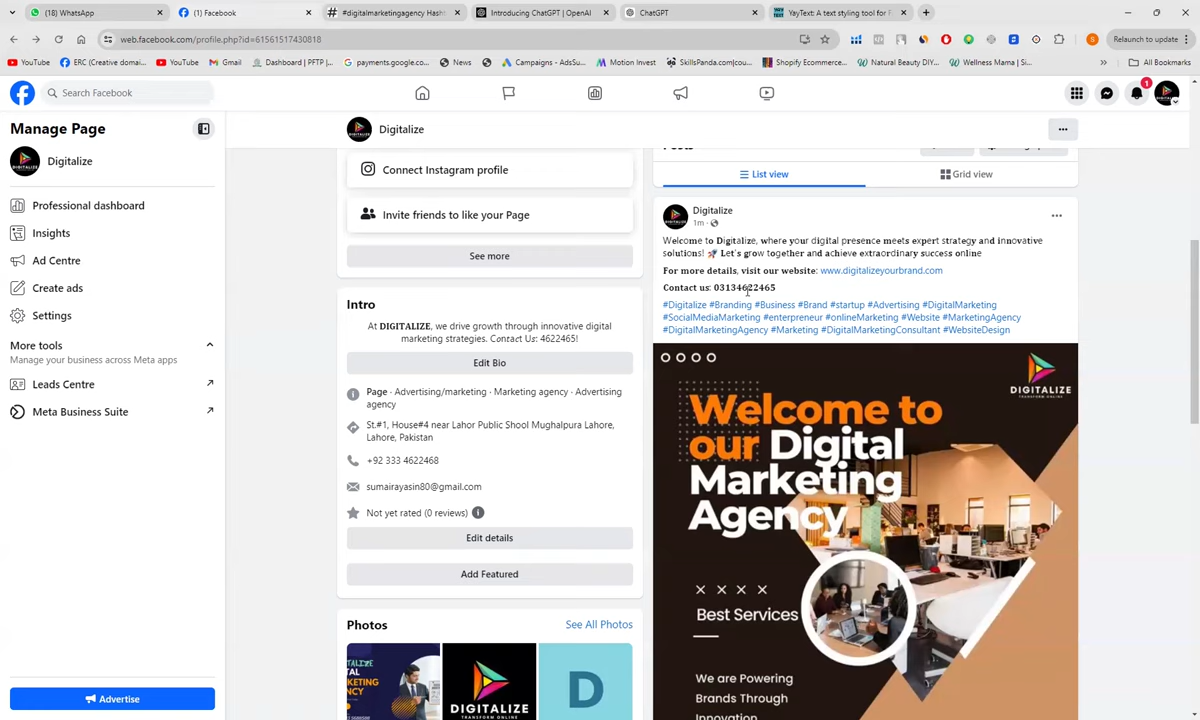 (18) WhatsApp
(1) Facebook
#digitalmarketingagency Hasht
Introducing ChatGPT | OpenAI
ChatGPT
YayText: A text styling tool for F
web.facebook.com/profile.php?id=61561517430818
Relaunch to update
YouTube
ERC (Creative domai...
YouTube
Gmail
Dashboard | PFTP |...
payments.google.co...
News
Campaigns - AdsSu...
Motion Invest
SkillsPanda.com|cou...
Shopify Ecommerce...
Natural Beauty DIY...
Wellness Mama | Si...
All Bookmarks
Search Facebook
1
Manage Page
Digitalize
Professional dashboard
Insights
Ad Centre
Create ads
Settings
More tools
Manage your business across Meta apps
Leads Centre
Meta Business Suite
Advertise
Digitalize
Connect Instagram profile
Invite friends to like your Page
See more
Intro
At DIGITALIZE, we drive growth through innovative digital
marketing strategies. Contact Us: 4622465!
Edit Bio
Page · Advertising/marketing · Marketing agency · Advertising
agency
St.#1, House#4 near Lahor Public Shool Mughalpura Lahore,
Lahore, Pakistan
+92 333 4622468
sumairayasin80@gmail.com
Not yet rated (0 reviews)
Edit details
Add Featured
Photos
See All Photos
AGENCY
DIGITALIZE
TRANSFORM ONLINE
D
Posts
List view
Grid view
Digitalize
1m
Welcome to Digitalize, where your digital presence meets expert strategy and innovative
solutions! 🚀 Let's grow together and achieve extraordinary success online
For more details, visit our website: www.digitalizeyourbrand.com
Contact us: 03134622465
#Digitalize #Branding #Business #Brand #startup #Advertising #DigitalMarketing
#SocialMediaMarketing #enterpreneur #onlineMarketing #Website #MarketingAgency
#DigitalMarketingAgency #Marketing #DigitalMarketingConsultant #WebsiteDesign
DIGITALIZE
TRANSFORM ONLINE
Welcome to
our Digital
Marketing
Agency
Best Services
We are Powering
Brands Through
Innovation